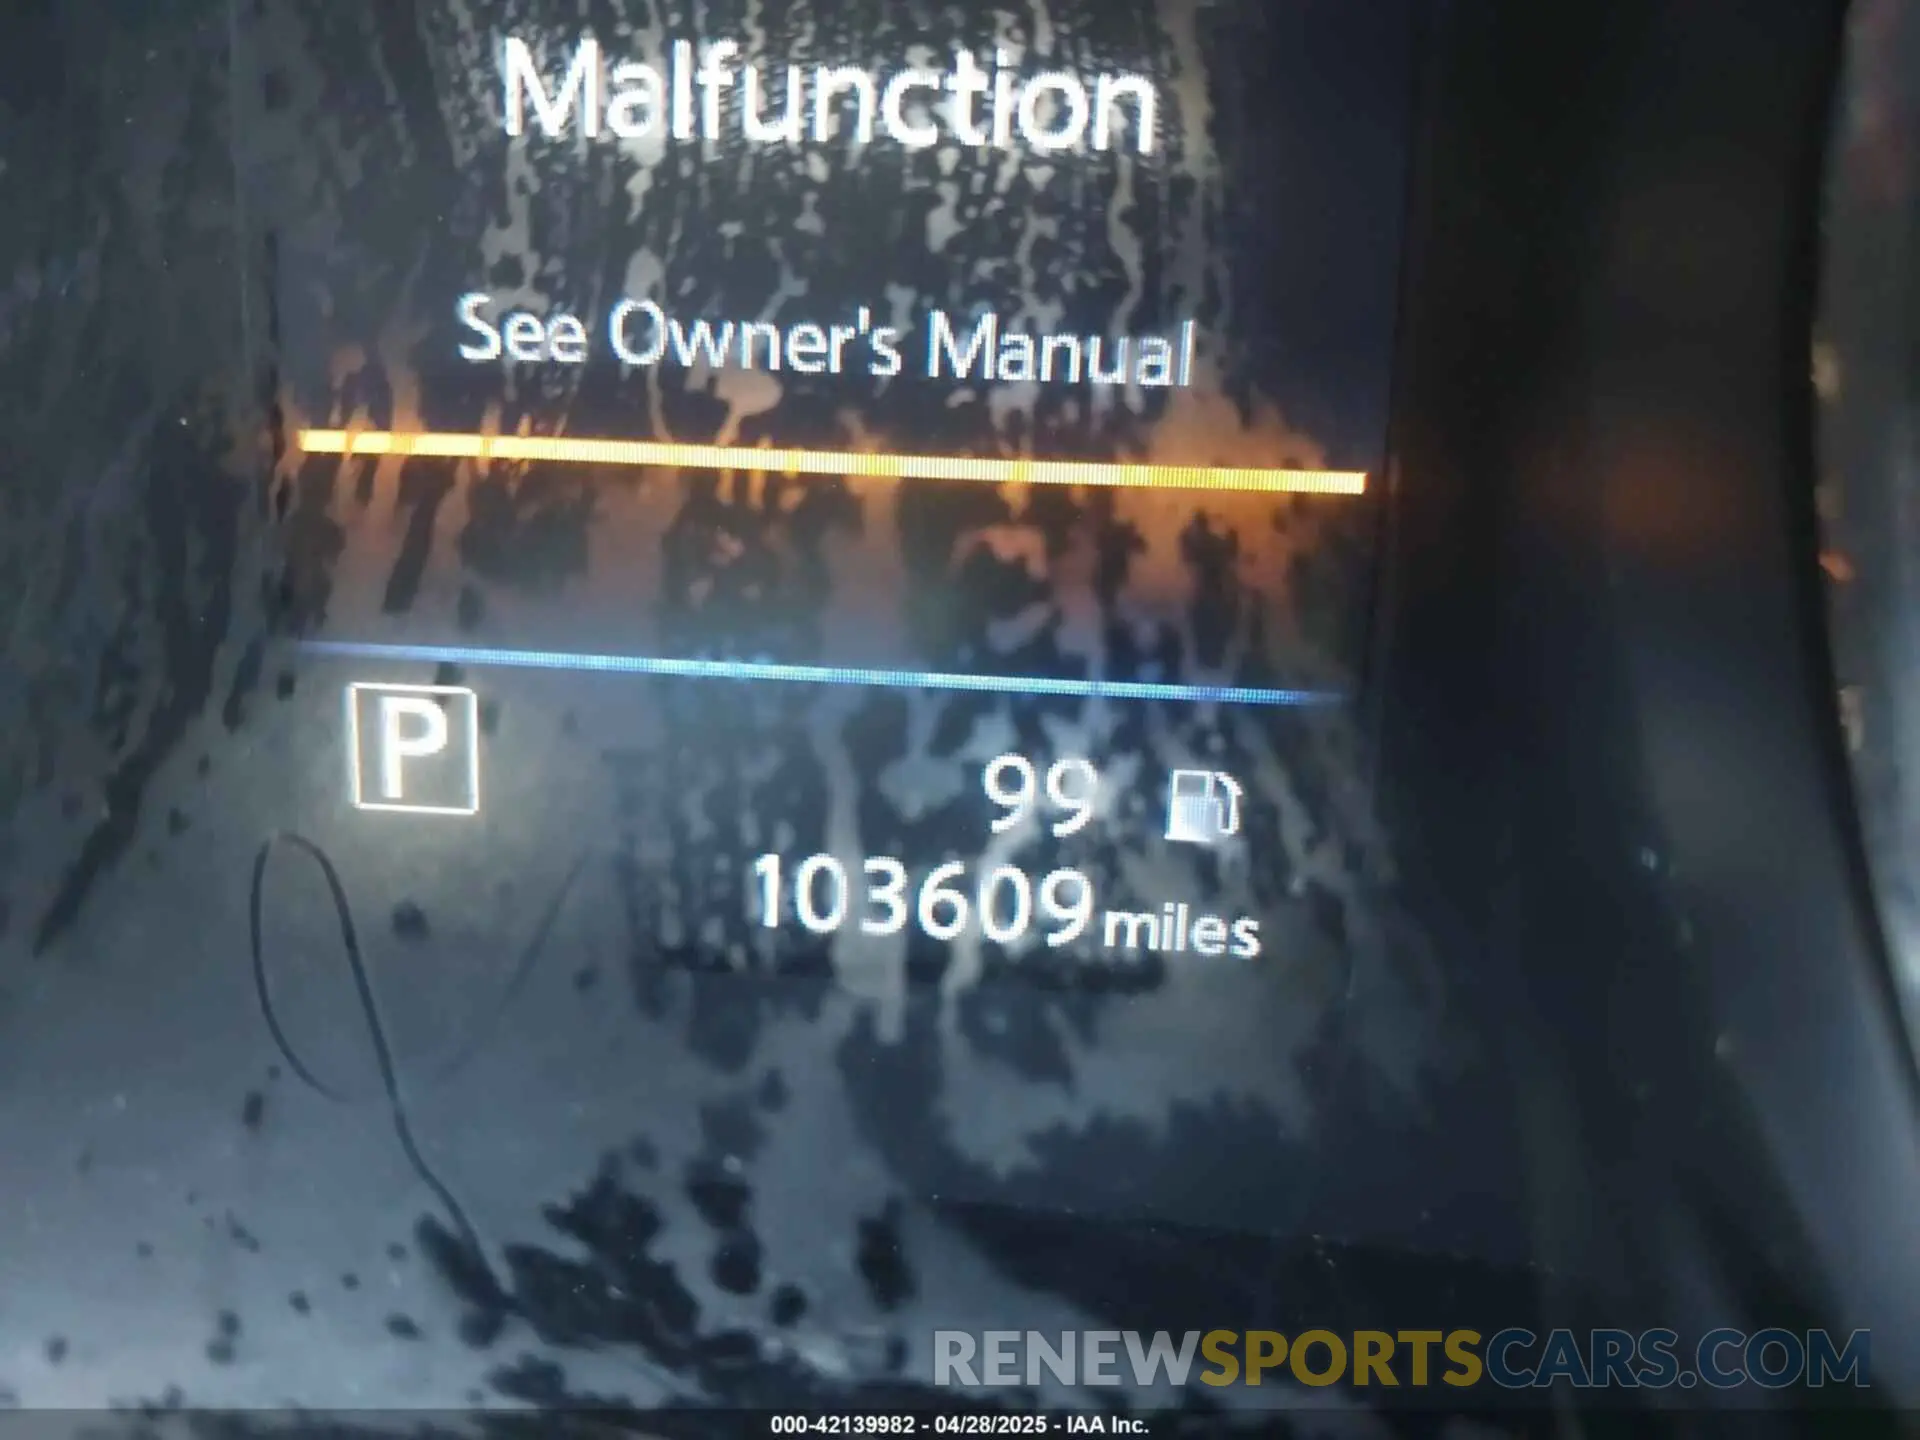 Malfunction
See Owner's Manual
P
99
103609 miles
RENEWSPORTSCARS.COM
000-42139982 - 04/28/2025 - IAA Inc.